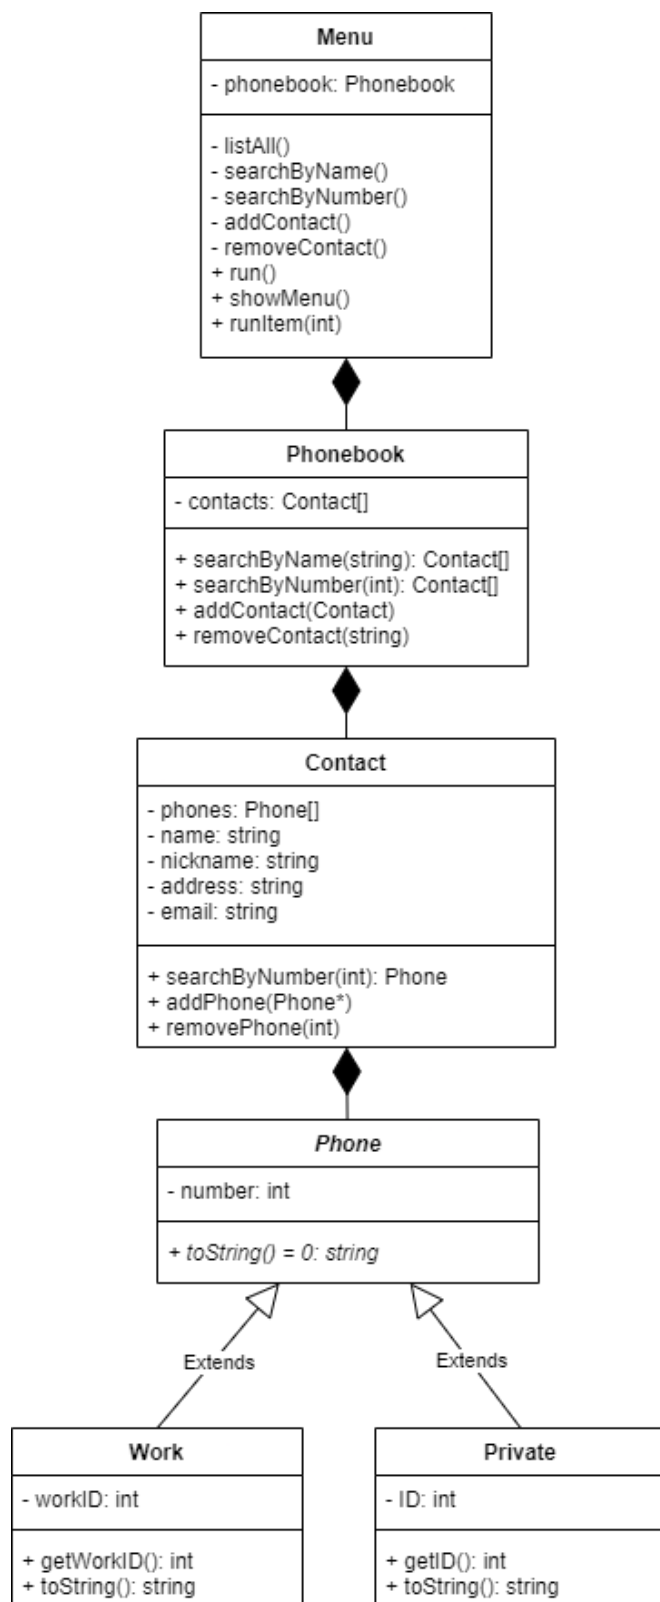 Menu
- phonebook: Phonebook
- listAll()
- searchByName()
- searchByNumber()
- addContact()
- removeContact()
+ run()
+ showMenu()
+ runItem(int)
Phonebook
- contacts: Contact[]
+ searchByName(string): Contact[]
+ searchByNumber(int): Contact[]
+ addContact(Contact)
+ removeContact(string)
Contact
- phones: Phone[]
- name: string
- nickname: string
- address: string
- email: string
+ searchByNumber(int): Phone
+ addPhone(Phone*)
+ removePhone(int)
Phone
- number: int
+ toString() = 0: string
Extends
Extends
Work
- workID: int
+ getWorkID(): int
+ toString(): string
Private
- ID: int
+ getID(): int
+ toString(): string